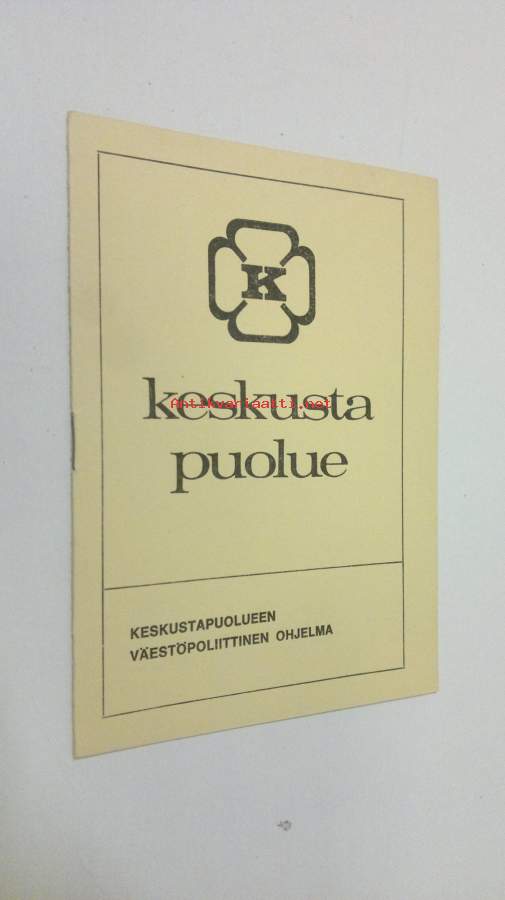 K
keskusta
Antikvariaatti.net
puolue
KESKUSTAPUOLUEEN
VÄESTÖPOLIITTINEN OHJELMA